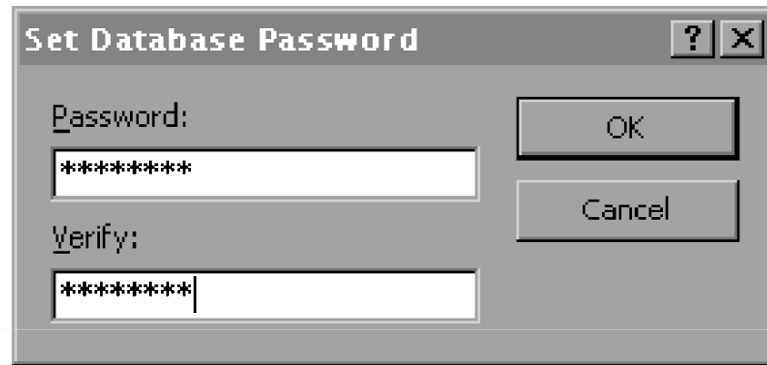 Set Database Password
? X
Password:
OK
********
Cancel
Verify:
********